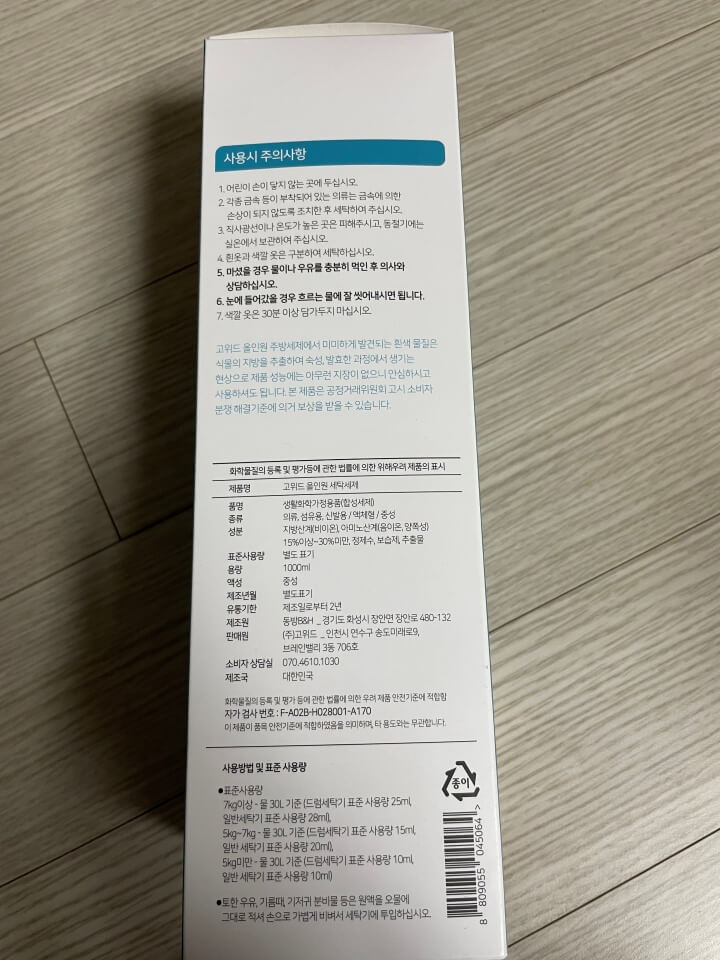 사용시 주의사항
1. 어린이 손이 닿지 않는 곳에 두십시오.
2. 각종 금속 등이 부착되어 있는 의류는 금속에 의한
손상이 되지 않도록 조치한 후 세탁하여 주십시오.
3. 직사광선이나 온도가 높은 곳은 피해주시고, 동절기에는
실온에서 보관하여 주십시오.
4. 흰옷과 색깔 옷은 구분하여 세탁하십시오.
5. 마셨을 경우 물이나 우유를 충분히 먹인 후 의사와
상담하십시오.
6. 눈에 들어갔을 경우 흐르는 물에 잘 씻어내시면 됩니다.
7. 색깔 옷은 30분 이상 담가두지 마십시오.
고위드 올인원 주방세제에서 미미하게 발견되는 흰색 물질은
식물의 지방을 추출하여 숙성, 발효한 과정에서 생기는
현상으로 제품 성능에는 아무런 지장이 없으니 안심하시고
사용하셔도 됩니다. 본 제품은 공정거래위원회 고시 소비자
분쟁 해결기준에 의거 보상을 받을 수 있습니다.
화학물질의 등록 및 평가등에 관한 법률에 의한 위해우려 제품의 표시
제품명 고위드 올인원 세탁세제
품명 생활화학가정용품(합성세제)
종류 의류, 섬유용, 신발용 / 액체형 / 중성
성분 지방산계(비이온), 아미노산계(음이온, 양쪽성)
15%이상~30%미만, 정제수, 보습제, 추출물
표준사용량 별도 표기
용량 1000ml
액성 중성
제조년월 별도표기
유통기한 제조일로부터 2년
제조원 동방B&H _ 경기도 화성시 장안면 장안로 480-132
판매원 (주)고위드 _ 인천시 연수구 송도미래로9,
브레인밸리 3동 706호
소비자 상담실 070.4610.1030
제조국 대한민국
화학물질의 등록 및 평가 등에 관한 법률에 의한 우려 제품 안전기준에 적합함
자가 검사 번호 : F-A02B-H028001-A170
이 제품이 품목 안전기준에 적합하였음을 의미하며, 타 용도와는 무관합니다.
사용방법 및 표준 사용량
종이
●표준사용량
7kg이상 - 물 30L 기준 (드럼세탁기 표준 사용량 25ml,
일반세탁기 표준 사용량 28ml),
5kg~7kg - 물 30L 기준 (드럼세탁기 표준 사용량 15ml,
일반 세탁기 표준 사용량 20ml),
5kg미만 - 물 30L 기준 (드럼세탁기 표준 사용량 10ml,
일반 세탁기 표준 사용량 10ml)
●토한 우유, 기름때, 기저귀 분비물 등은 원액을 오물에
그대로 적셔 손으로 가볍게 비벼서 세탁기에 투입하십시오.
8 809055 045064 >